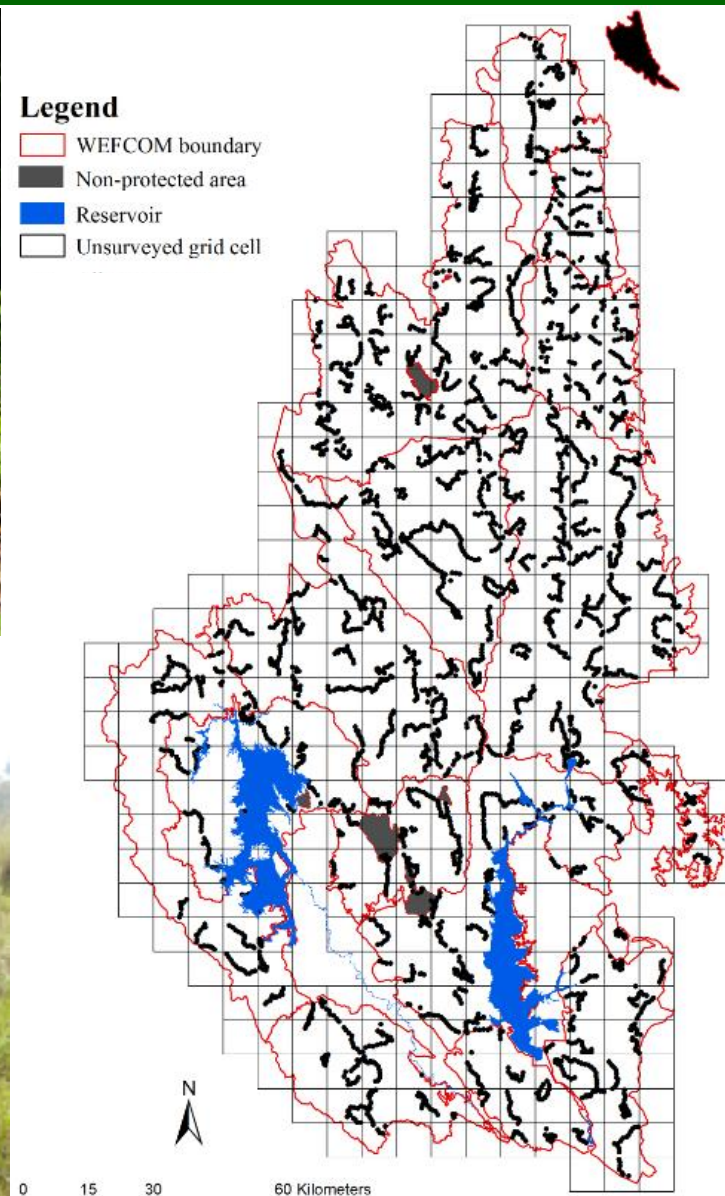 Legend
WEFCOM boundary
Non-protected area
Reservoir
Unsurveyed grid cell
N
0 15 30 60 Kilometers